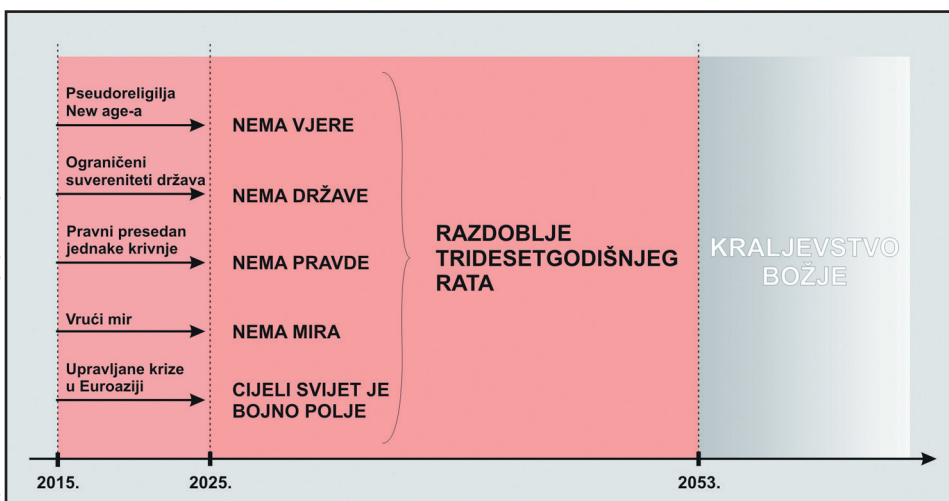 Pseudoreligilja
New age-a
NEMA VJERE
Ograničeni
suvereniteti država
NEMA DRŽAVE
Pravni presedan
jednake krivnje
NEMA PRAVDE
Vrući mir
NEMA MIRA
Upravljane krize
u Euroaziji
CIJELI SVIJET JE
BOJNO POLJE
RAZDOBLJE
TRIDESETGODIŠNJEG
RATA
KRALJEVSTVO
BOŽJE
2015.
2025.
2053.